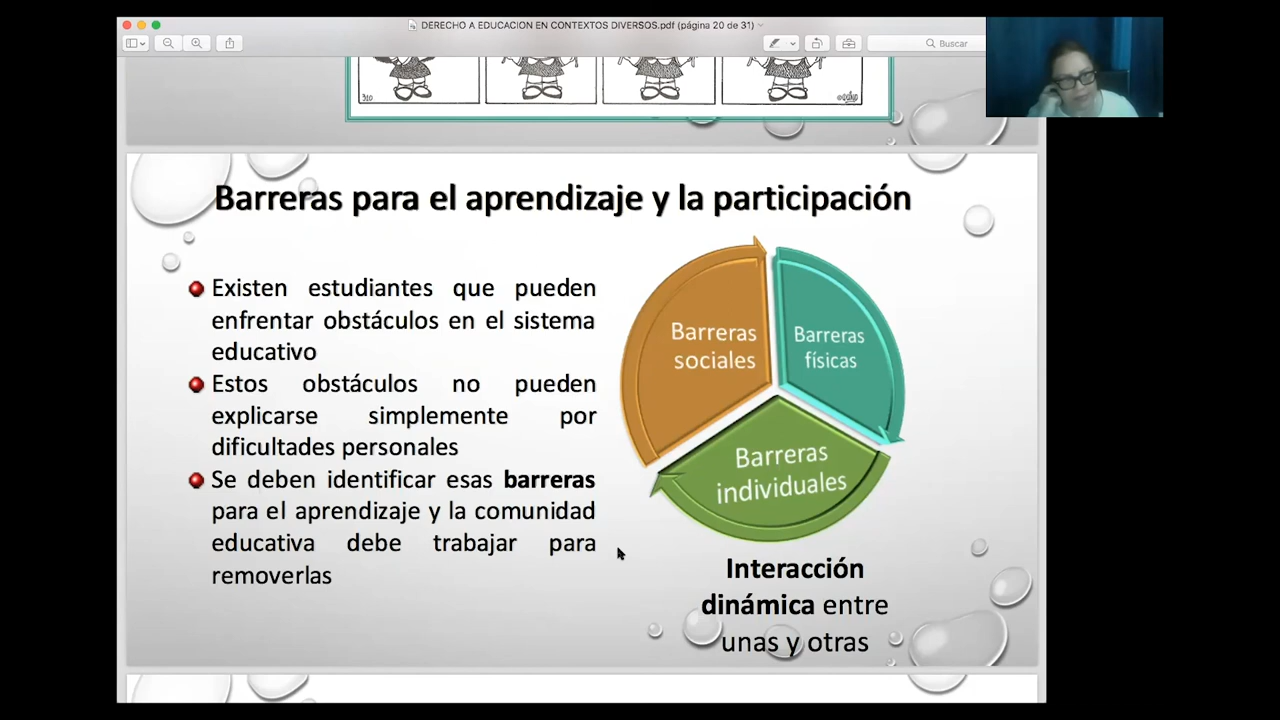 DERECHO A EDUCACION EN CONTEXTOS DIVERSOS.pdf (página 20 de 31)
Buscar
310
Barreras para el aprendizaje y la participación
Existen estudiantes que pueden
enfrentar obstáculos en el sistema
educativo
Estos obstáculos no pueden
explicarse simplemente por
dificultades personales
Se deben identificar esas barreras
para el aprendizaje y la comunidad
educativa debe trabajar para
removerlas
Barreras
sociales
Barreras
físicas
Barreras
individuales
Interacción
dinámica entre
unas y otras